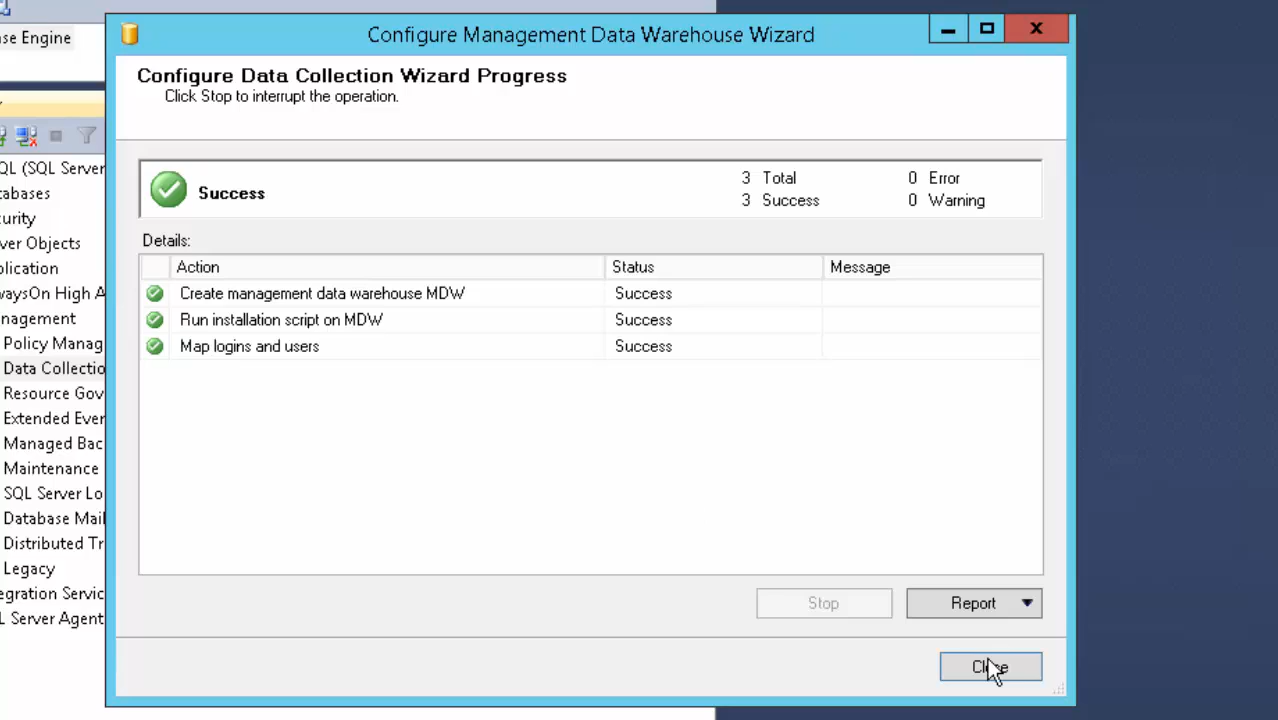 Configure Management Data Warehouse Wizard
X
se Engine
Configure Data Collection Wizard Progress
Click Stop to interrupt the operation.
QL (SQL Server
tabases
curity
ver Objects
plication
waysOn High A
nagement
Policy Manag
Data Collectio
Resource Gov
Extended Ever
Managed Bac
Maintenance
SQL Server Lo
Database Mail
Distributed Tr
Legacy
egration Servic
L Server Agent
Success
3 Total
0 Error
3 Success
0 Warning
Details:
Action Status Message
Create management data warehouse MDW Success
Run installation script on MDW Success
Map logins and users Success
Stop
Report
Close